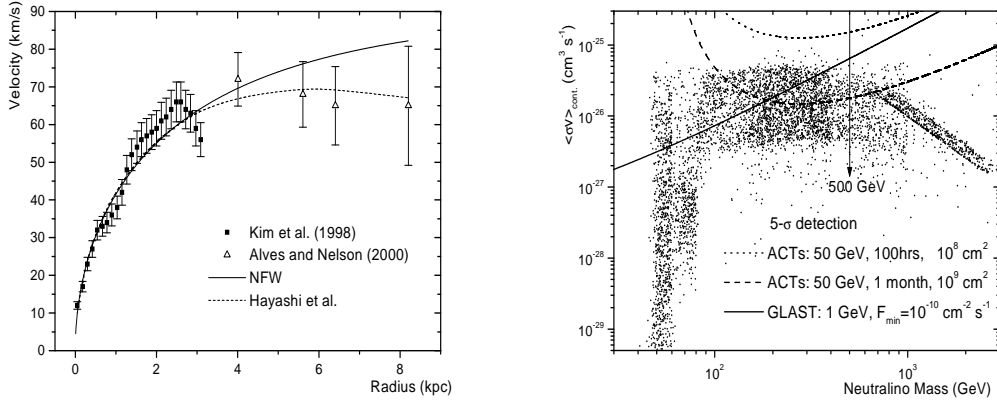 Velocity (km/s)
90
80
70
60
50
40
30
20
10
0
0 2 4 6 8
Radius (kpc)
Kim et al. (1998)
Alves and Nelson (2000)
NFW
Hayashi et al.
<σv>cont. (cm³ s⁻¹)
10⁻²⁵
10⁻²⁶
10⁻²⁷
10⁻²⁸
10⁻²⁹
10² 10³
Neutralino Mass (GeV)
500 GeV
5-σ detection
ACTs: 50 GeV, 100hrs, 10⁸ cm²
ACTs: 50 GeV, 1 month, 10⁹ cm²
GLAST: 1 GeV, Fmin=10⁻¹⁰ cm⁻² s⁻¹